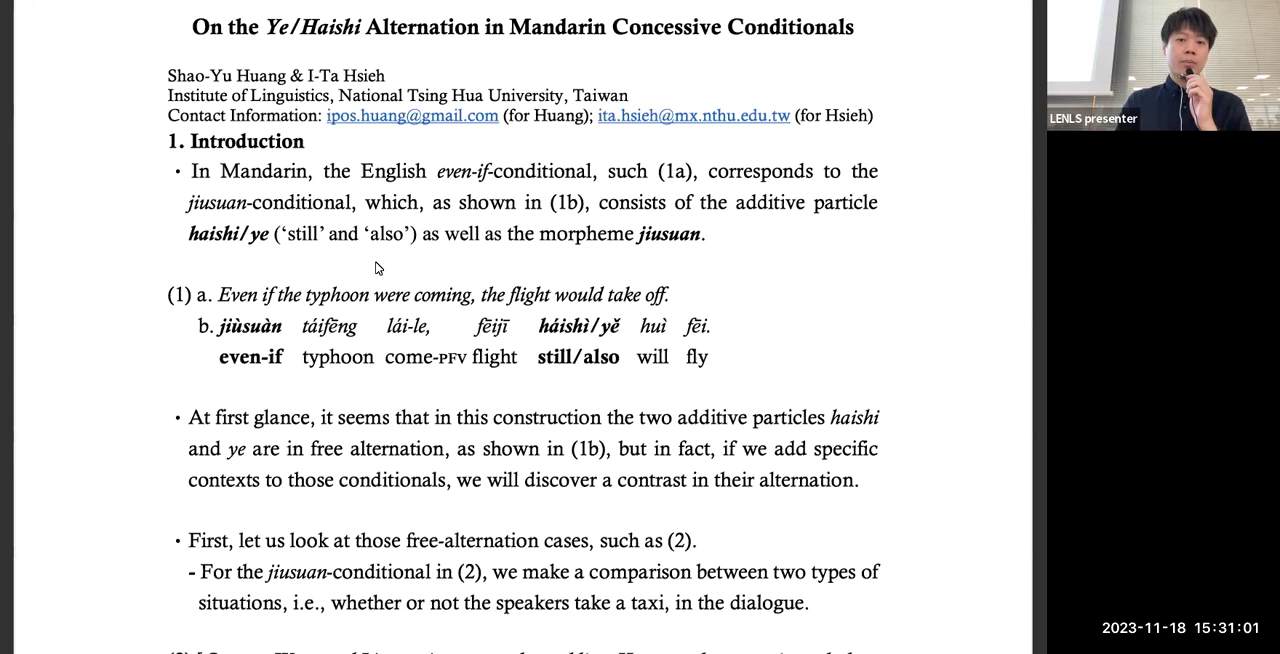 On the Ye/Haishi Alternation in Mandarin Concessive Conditionals
Shao-Yu Huang & I-Ta Hsieh
Institute of Linguistics, National Tsing Hua University, Taiwan
Contact Information: ipos.huang@gmail.com (for Huang); ita.hsieh@mx.nthu.edu.tw (for Hsieh)
1. Introduction
· In Mandarin, the English even-if-conditional, such (1a), corresponds to the
jiusuan-conditional, which, as shown in (1b), consists of the additive particle
haishi/ye (‘still’ and ‘also’) as well as the morpheme jiusuan.
(1) a. Even if the typhoon were coming, the flight would take off.
b. jiùsuàn táifēng lái-le, fēijī háishì/yě huì fēi.
even-if typhoon come-PFV flight still/also will fly
· At first glance, it seems that in this construction the two additive particles haishi
and ye are in free alternation, as shown in (1b), but in fact, if we add specific
contexts to those conditionals, we will discover a contrast in their alternation.
· First, let us look at those free-alternation cases, such as (2).
- For the jiusuan-conditional in (2), we make a comparison between two types of
situations, i.e., whether or not the speakers take a taxi, in the dialogue.
LENLS presenter
2023-11-18 15:31:01